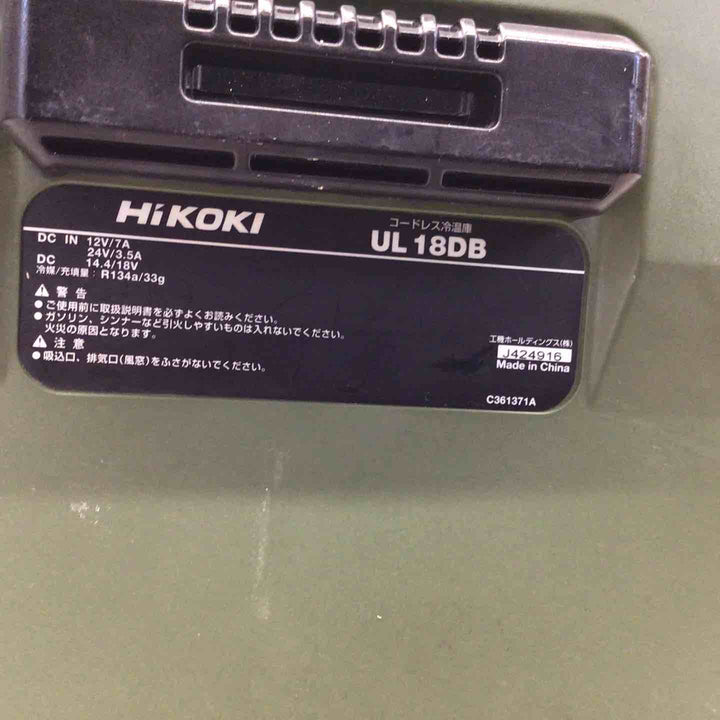 HiKOKI
コードレス冷温庫
UL 18DB
DC IN 12V/7A
24V/3.5A
DC 14.4/18V
冷媒/充填量：R134a/33g
⚠ 警告
●ご使用前に取扱説明書を必ずよくお読みください。
●ガソリン、シンナーなど引火しやすいものは入れないでください。
火災の原因となります。
⚠ 注意
●吸込口、排気口(風窓)をふさがないでください。
工機ホールディングス(株)
J424916
Made in China
C361371A